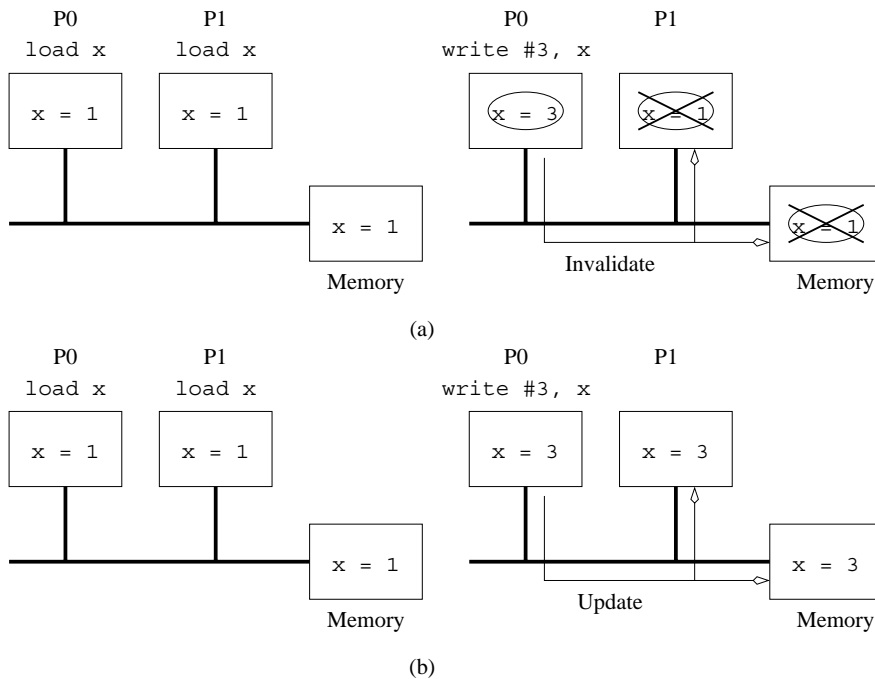 P0 P1 P0 P1
load x load x write #3, x
x = 1 x = 1 x = 3 x = 1
x = 1 x = 1
Invalidate
Memory Memory
(a)
P0 P1 P0 P1
load x load x write #3, x
x = 1 x = 1 x = 3 x = 3
x = 1 x = 3
Update
Memory Memory
(b)